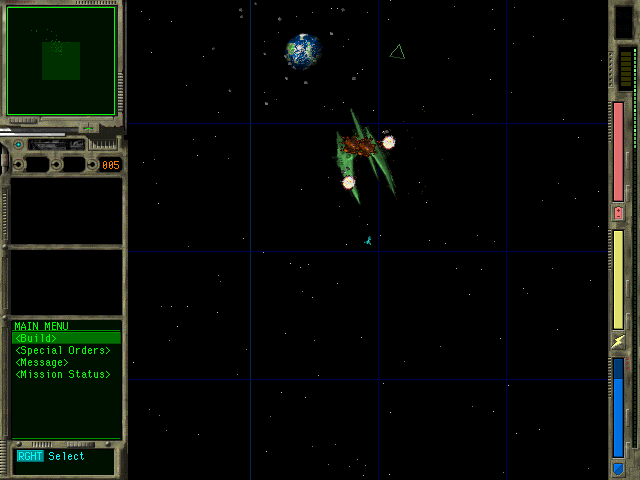 005
MAIN MENU
<Build>
<Special Orders>
<Message>
<Mission Status>
RGHT Select